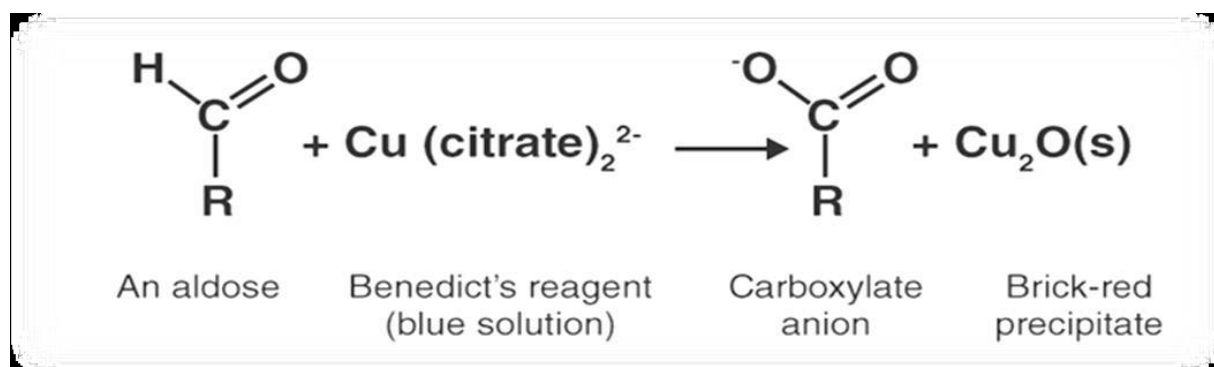 H O -O O
C + Cu (citrate)₂²⁻ C + Cu₂O(s)
R R
An aldose Benedict's reagent Carboxylate Brick-red
(blue solution) anion precipitate